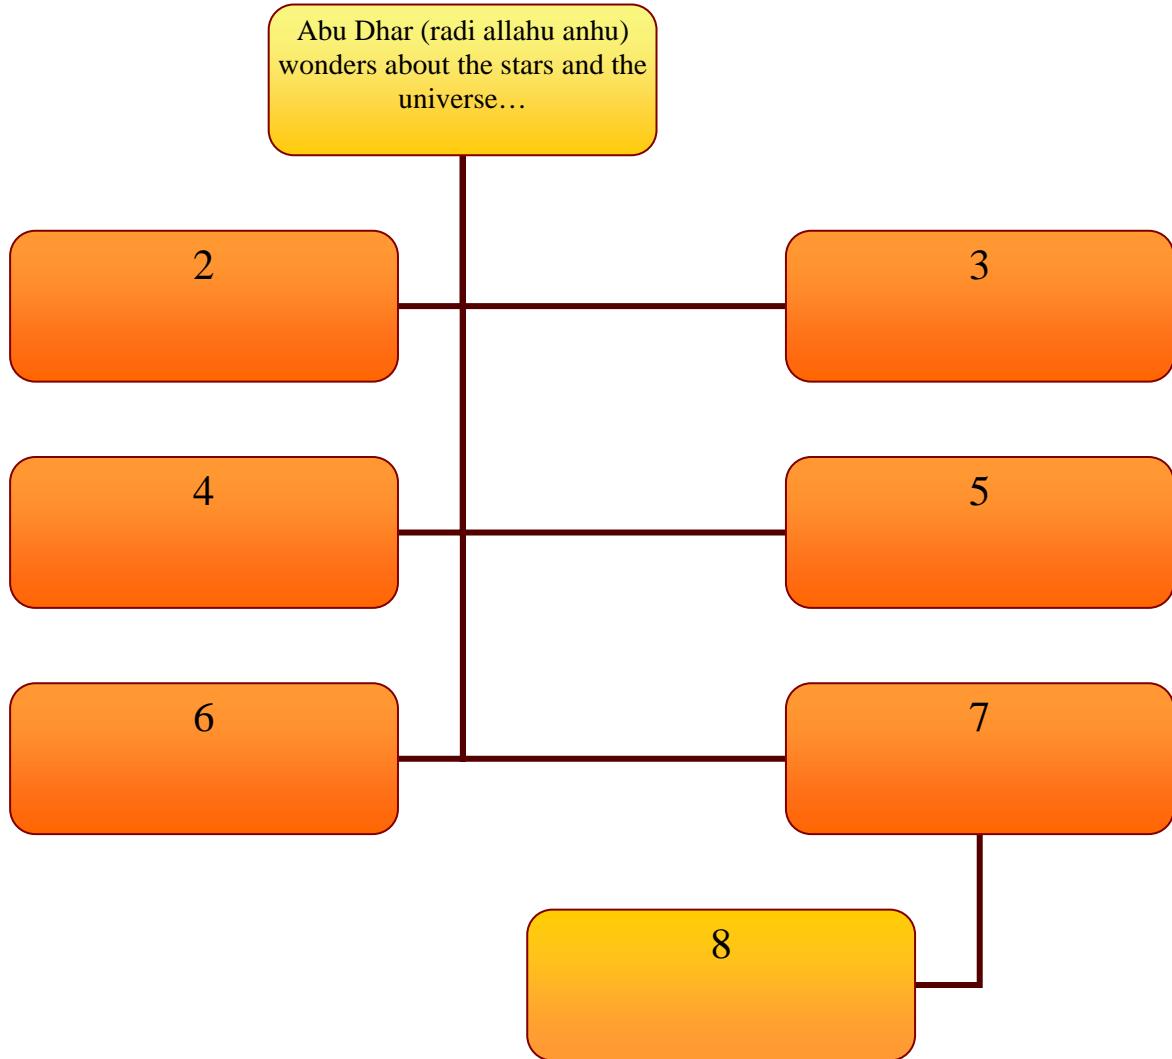 Abu Dhar (radi allahu anhu)
wonders about the stars and the
universe…
2
3
4
5
6
7
8